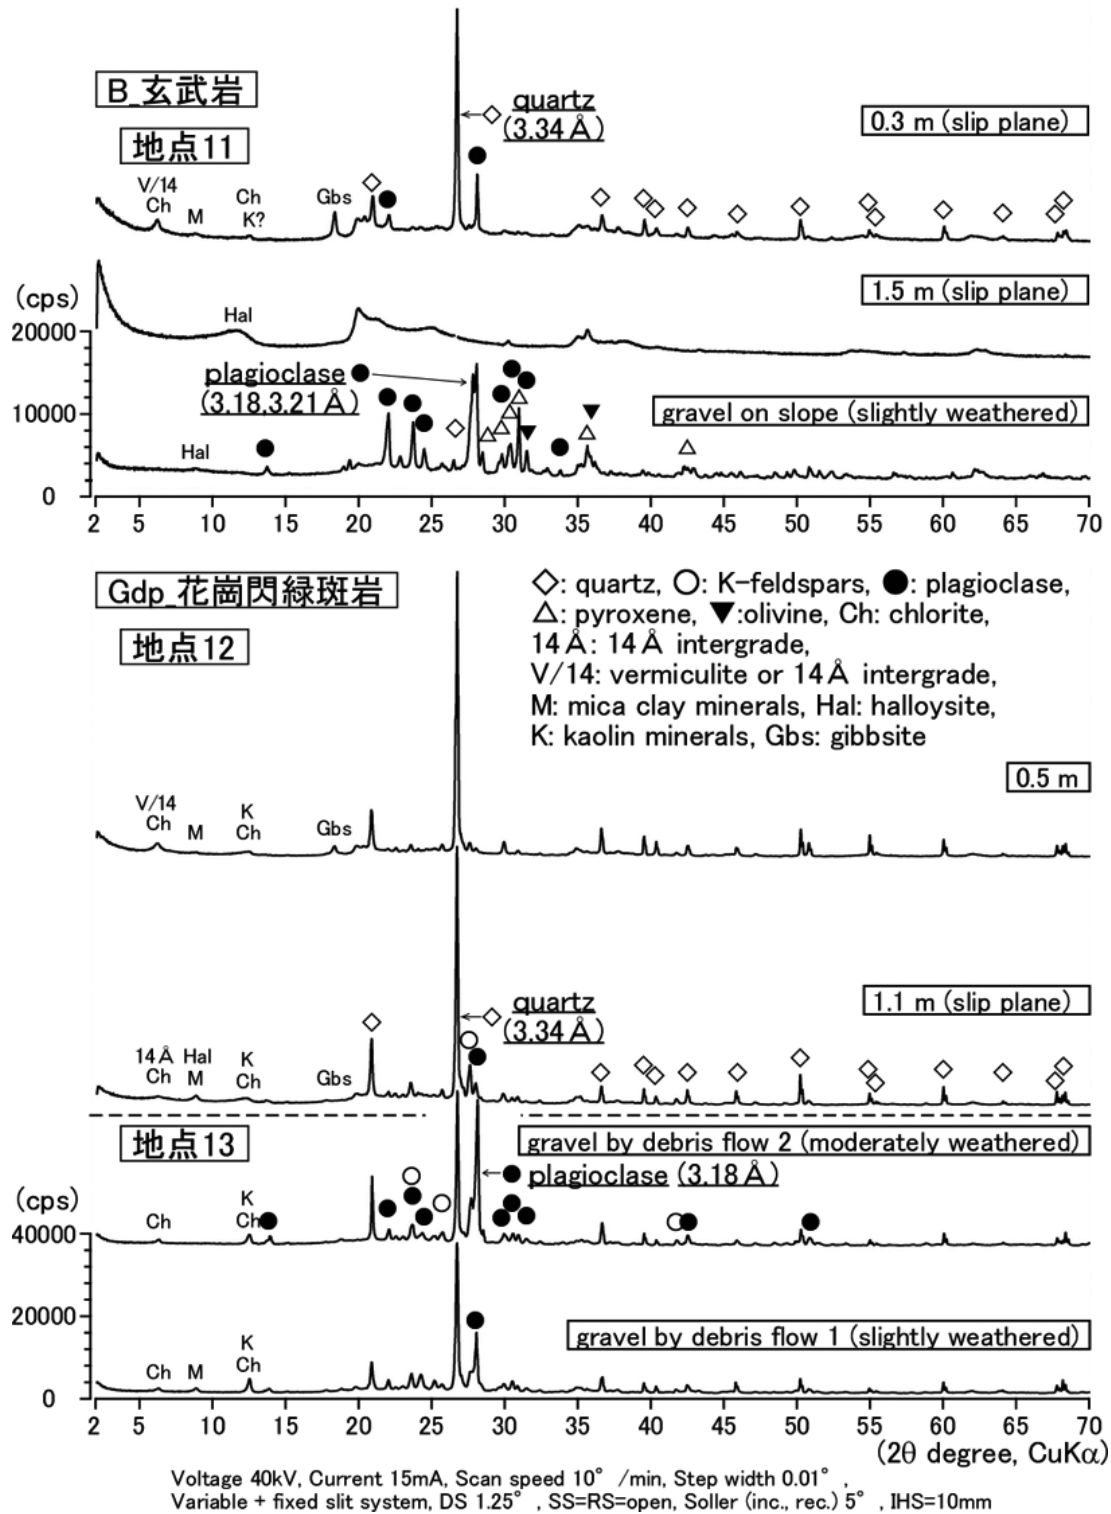 B_玄武岩
地点11
quartz
(3.34 Å)
0.3 m (slip plane)
V/14
Ch
M
Ch
K?
Gbs
(cps)
1.5 m (slip plane)
Hal
20000
plagioclase
(3.18,3.21 Å)
gravel on slope (slightly weathered)
10000
Hal
0
2 5 10 15 20 25 30 35 40 45 50 55 60 65 70
Gdp_花崗閃緑斑岩
地点12
◇: quartz, ○: K-feldspars, ●: plagioclase,
△: pyroxene, ▼:olivine, Ch: chlorite,
14 Å: 14 Å intergrade,
V/14: vermiculite or 14 Å intergrade,
M: mica clay minerals, Hal: halloysite,
K: kaolin minerals, Gbs: gibbsite
0.5 m
V/14
Ch
M
K
Ch
Gbs
1.1 m (slip plane)
quartz
(3.34 Å)
14 Å
Ch
Hal
M
K
Ch
Gbs
地点13
gravel by debris flow 2 (moderately weathered)
plagioclase (3.18 Å)
(cps)
Ch
K
Ch
40000
20000
gravel by debris flow 1 (slightly weathered)
Ch
M
K
Ch
0
2 5 10 15 20 25 30 35 40 45 50 55 60 65 70
(2θ degree, CuKα)
Voltage 40kV, Current 15mA, Scan speed 10° /min, Step width 0.01° ,
Variable + fixed slit system, DS 1.25° , SS=RS=open, Soller (inc., rec.) 5° , IHS=10mm